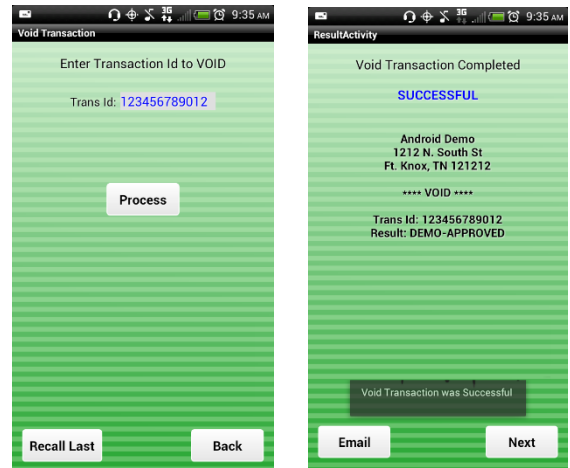 3G
9:35 AM
Void Transaction
Enter Transaction Id to VOID
Trans Id: 123456789012
Process
Recall Last
Back
3G
9:35 AM
ResultActivity
Void Transaction Completed
SUCCESSFUL
Android Demo
1212 N. South St
Ft. Knox, TN 121212
**** VOID ****
Trans Id: 123456789012
Result: DEMO-APPROVED
Void Transaction was Successful
Email
Next